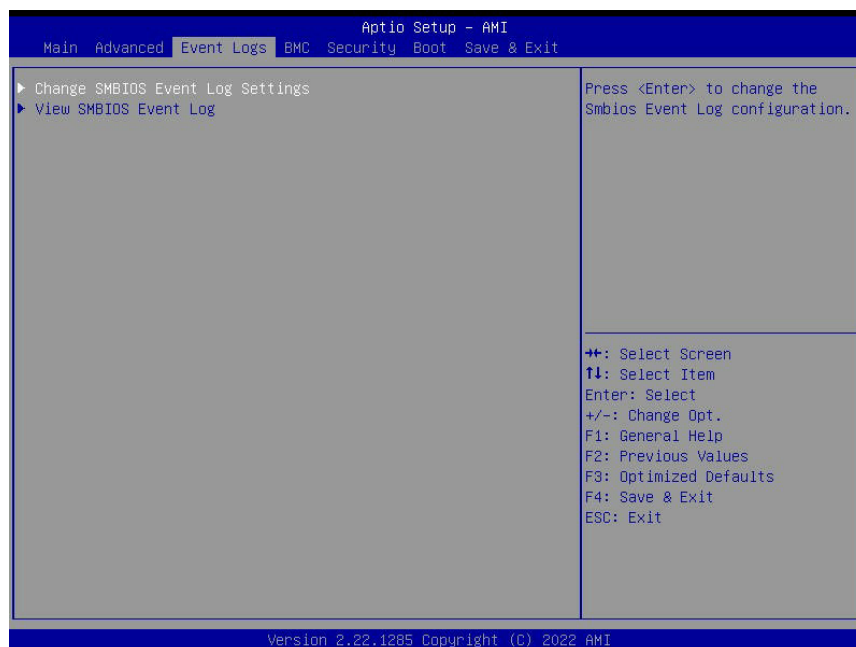 Aptio Setup – AMI
Main Advanced Event Logs BMC Security Boot Save & Exit
Change SMBIOS Event Log Settings
View SMBIOS Event Log
Press <Enter> to change the
Smbios Event Log configuration.
→←: Select Screen
↑↓: Select Item
Enter: Select
+/-: Change Opt.
F1: General Help
F2: Previous Values
F3: Optimized Defaults
F4: Save & Exit
ESC: Exit
Version 2.22.1285 Copyright (C) 2022 AMI